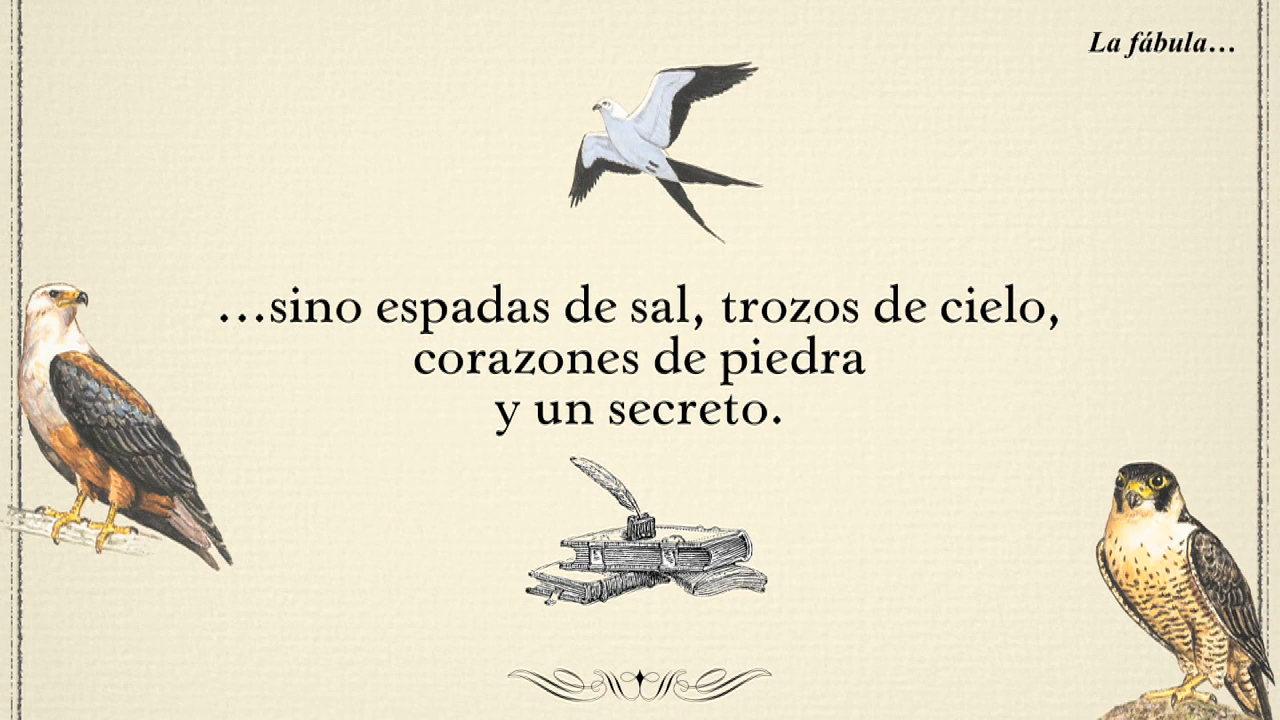 La fábula...
...sino espadas de sal, trozos de cielo,
corazones de piedra
y un secreto.